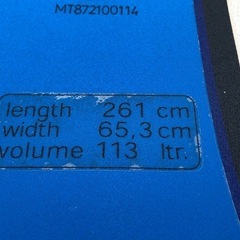 MT872100114
length 261 cm
width 65,3 cm
volume 113 ltr.